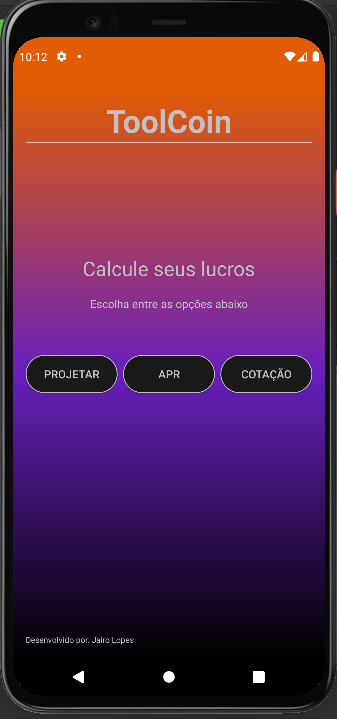 10:12
ToolCoin
Calcule seus lucros
Escolha entre as opções abaixo
PROJETAR
APR
COTAÇÃO
Desenvolvido por: Jairo Lopes